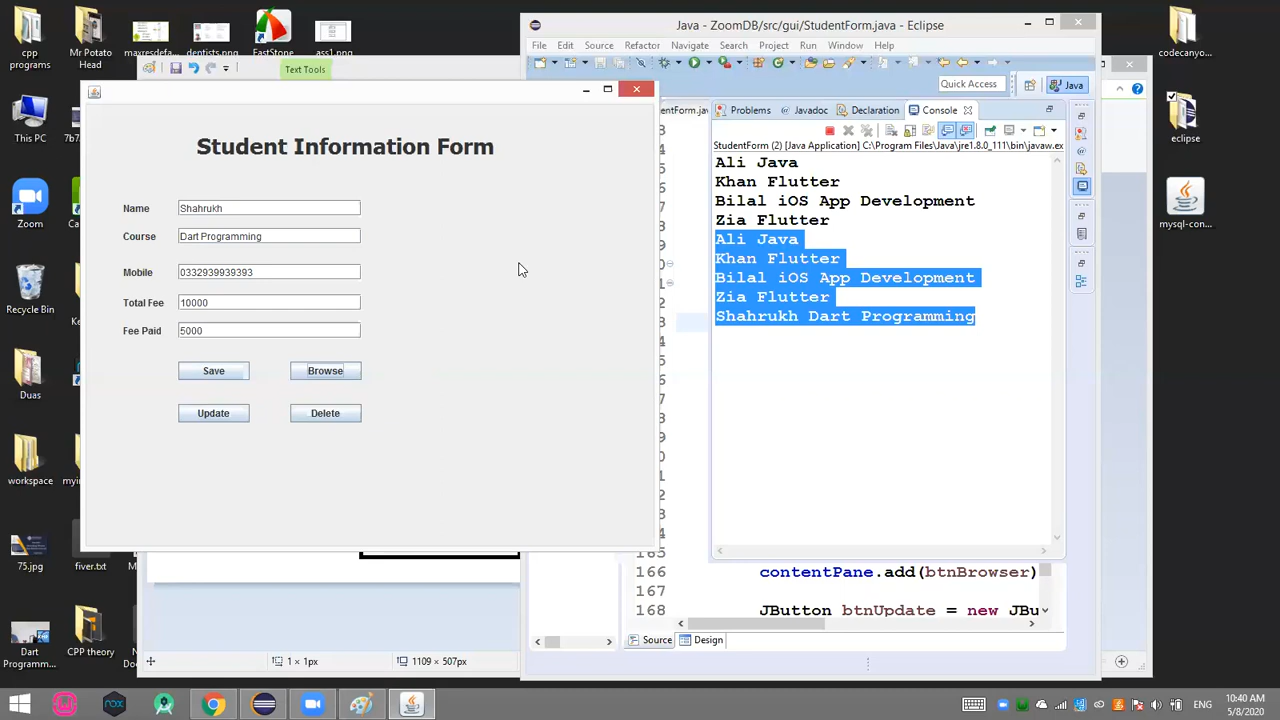 cpp programs
Mr Potato Head
maxresdefa...
dentists.png
FastStone
ass1.png
This PC
Zoom
Recycle Bin
Duas
workspace
75.jpg
fiver.txt
Dart Programm...
CPP theory
codecanyo...
eclipse
mysql-con...
Text Tools
Student Information Form
Name
Shahrukh
Course
Dart Programming
Mobile
0332939939393
Total Fee
10000
Fee Paid
5000
Save
Browse
Update
Delete
1 × 1px
1109 × 507px
Java - ZoomDB/src/gui/StudentForm.java - Eclipse
File Edit Source Refactor Navigate Search Project Run Window Help
Quick Access
Java
Problems Javadoc Declaration Console
StudentForm (2) [Java Application] C:\Program Files\Java\jre1.8.0_111\bin\javaw.ex
Ali Java
Khan Flutter
Bilal iOS App Development
Zia Flutter
Ali Java
Khan Flutter
Bilal iOS App Development
Zia Flutter
Shahrukh Dart Programming
165
166 contentPane.add(btnBrowser)
167
168 JButton btnUpdate = new JBu
Source Design
ENG
10:40 AM
5/8/2020